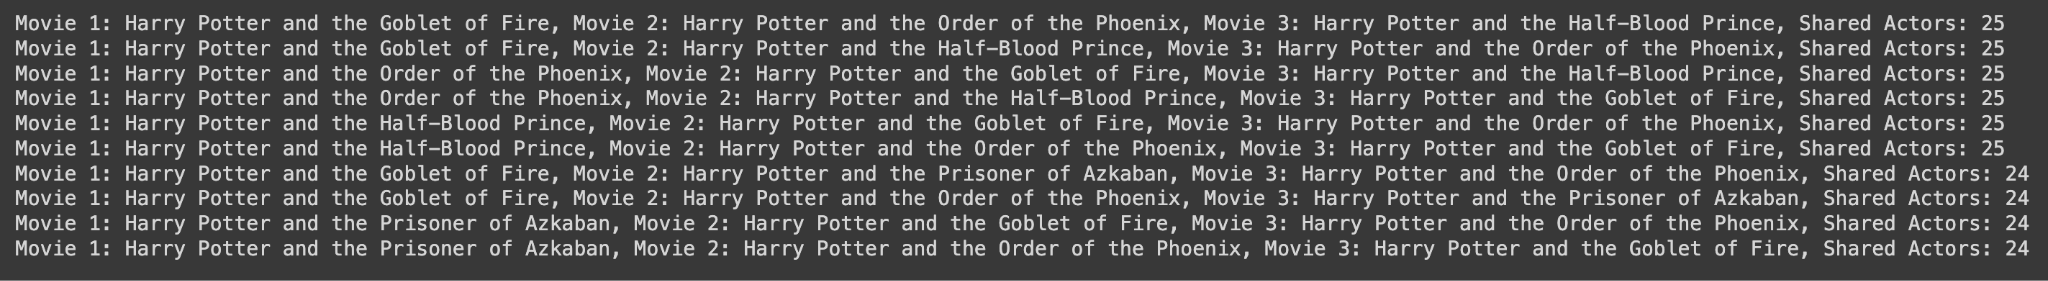 Movie 1: Harry Potter and the Goblet of Fire, Movie 2: Harry Potter and the Order of the Phoenix, Movie 3: Harry Potter and the Half-Blood Prince, Shared Actors: 25
Movie 1: Harry Potter and the Goblet of Fire, Movie 2: Harry Potter and the Half-Blood Prince, Movie 3: Harry Potter and the Order of the Phoenix, Shared Actors: 25
Movie 1: Harry Potter and the Order of the Phoenix, Movie 2: Harry Potter and the Goblet of Fire, Movie 3: Harry Potter and the Half-Blood Prince, Shared Actors: 25
Movie 1: Harry Potter and the Order of the Phoenix, Movie 2: Harry Potter and the Half-Blood Prince, Movie 3: Harry Potter and the Goblet of Fire, Shared Actors: 25
Movie 1: Harry Potter and the Half-Blood Prince, Movie 2: Harry Potter and the Goblet of Fire, Movie 3: Harry Potter and the Order of the Phoenix, Shared Actors: 25
Movie 1: Harry Potter and the Half-Blood Prince, Movie 2: Harry Potter and the Order of the Phoenix, Movie 3: Harry Potter and the Goblet of Fire, Shared Actors: 25
Movie 1: Harry Potter and the Goblet of Fire, Movie 2: Harry Potter and the Prisoner of Azkaban, Movie 3: Harry Potter and the Order of the Phoenix, Shared Actors: 24
Movie 1: Harry Potter and the Goblet of Fire, Movie 2: Harry Potter and the Order of the Phoenix, Movie 3: Harry Potter and the Prisoner of Azkaban, Shared Actors: 24
Movie 1: Harry Potter and the Prisoner of Azkaban, Movie 2: Harry Potter and the Goblet of Fire, Movie 3: Harry Potter and the Order of the Phoenix, Shared Actors: 24
Movie 1: Harry Potter and the Prisoner of Azkaban, Movie 2: Harry Potter and the Order of the Phoenix, Movie 3: Harry Potter and the Goblet of Fire, Shared Actors: 24